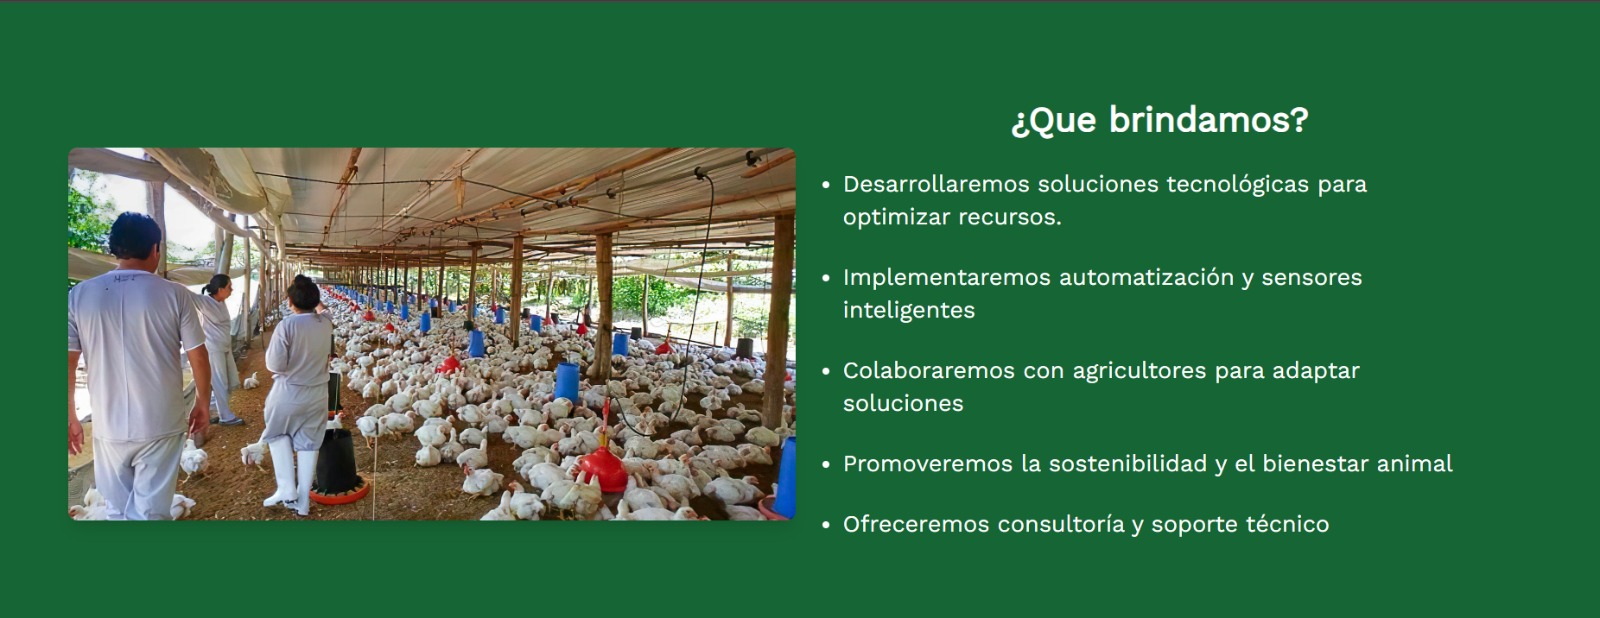 ¿Que brindamos?
• Desarrollaremos soluciones tecnológicas para
optimizar recursos.
• Implementaremos automatización y sensores
inteligentes
• Colaboraremos con agricultores para adaptar
soluciones
• Promoveremos la sostenibilidad y el bienestar animal
• Ofreceremos consultoría y soporte técnico